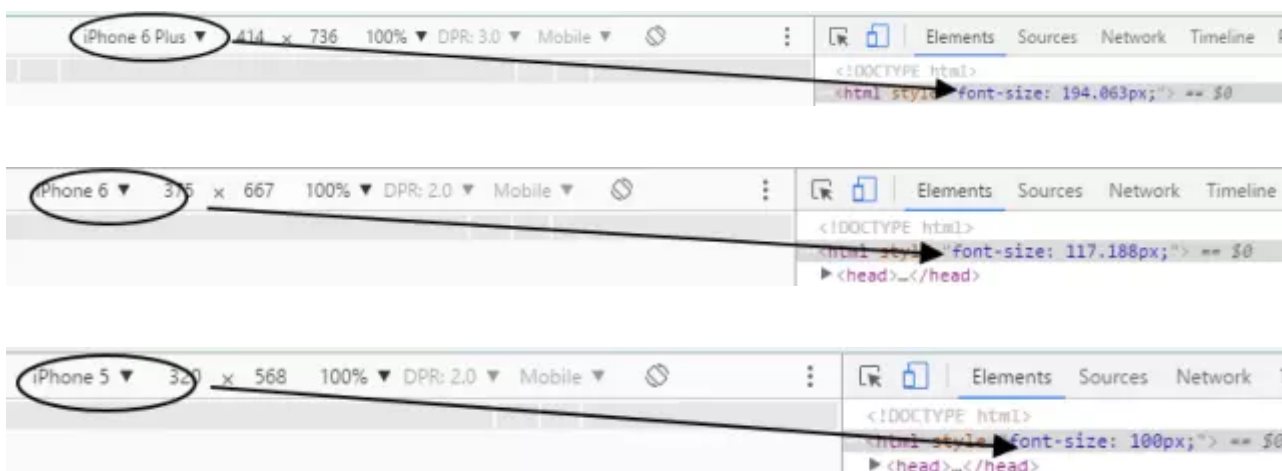 iPhone 6 Plus ▼ 414 × 736 100% ▼ DPR: 3.0 ▼ Mobile ▼ Elements Sources Network Timeline
<!DOCTYPE html>
<html style "font-size: 194.063px;"> == $0
iPhone 6 ▼ 375 × 667 100% ▼ DPR: 2.0 ▼ Mobile ▼ Elements Sources Network Timeline
<!DOCTYPE html>
<html style "font-size: 117.188px;"> == $0
▶<head>…</head>
iPhone 5 ▼ 320 × 568 100% ▼ DPR: 2.0 ▼ Mobile ▼ Elements Sources Network
<!DOCTYPE html>
<html style "font-size: 100px;"> == $0
▶<head>…</head>